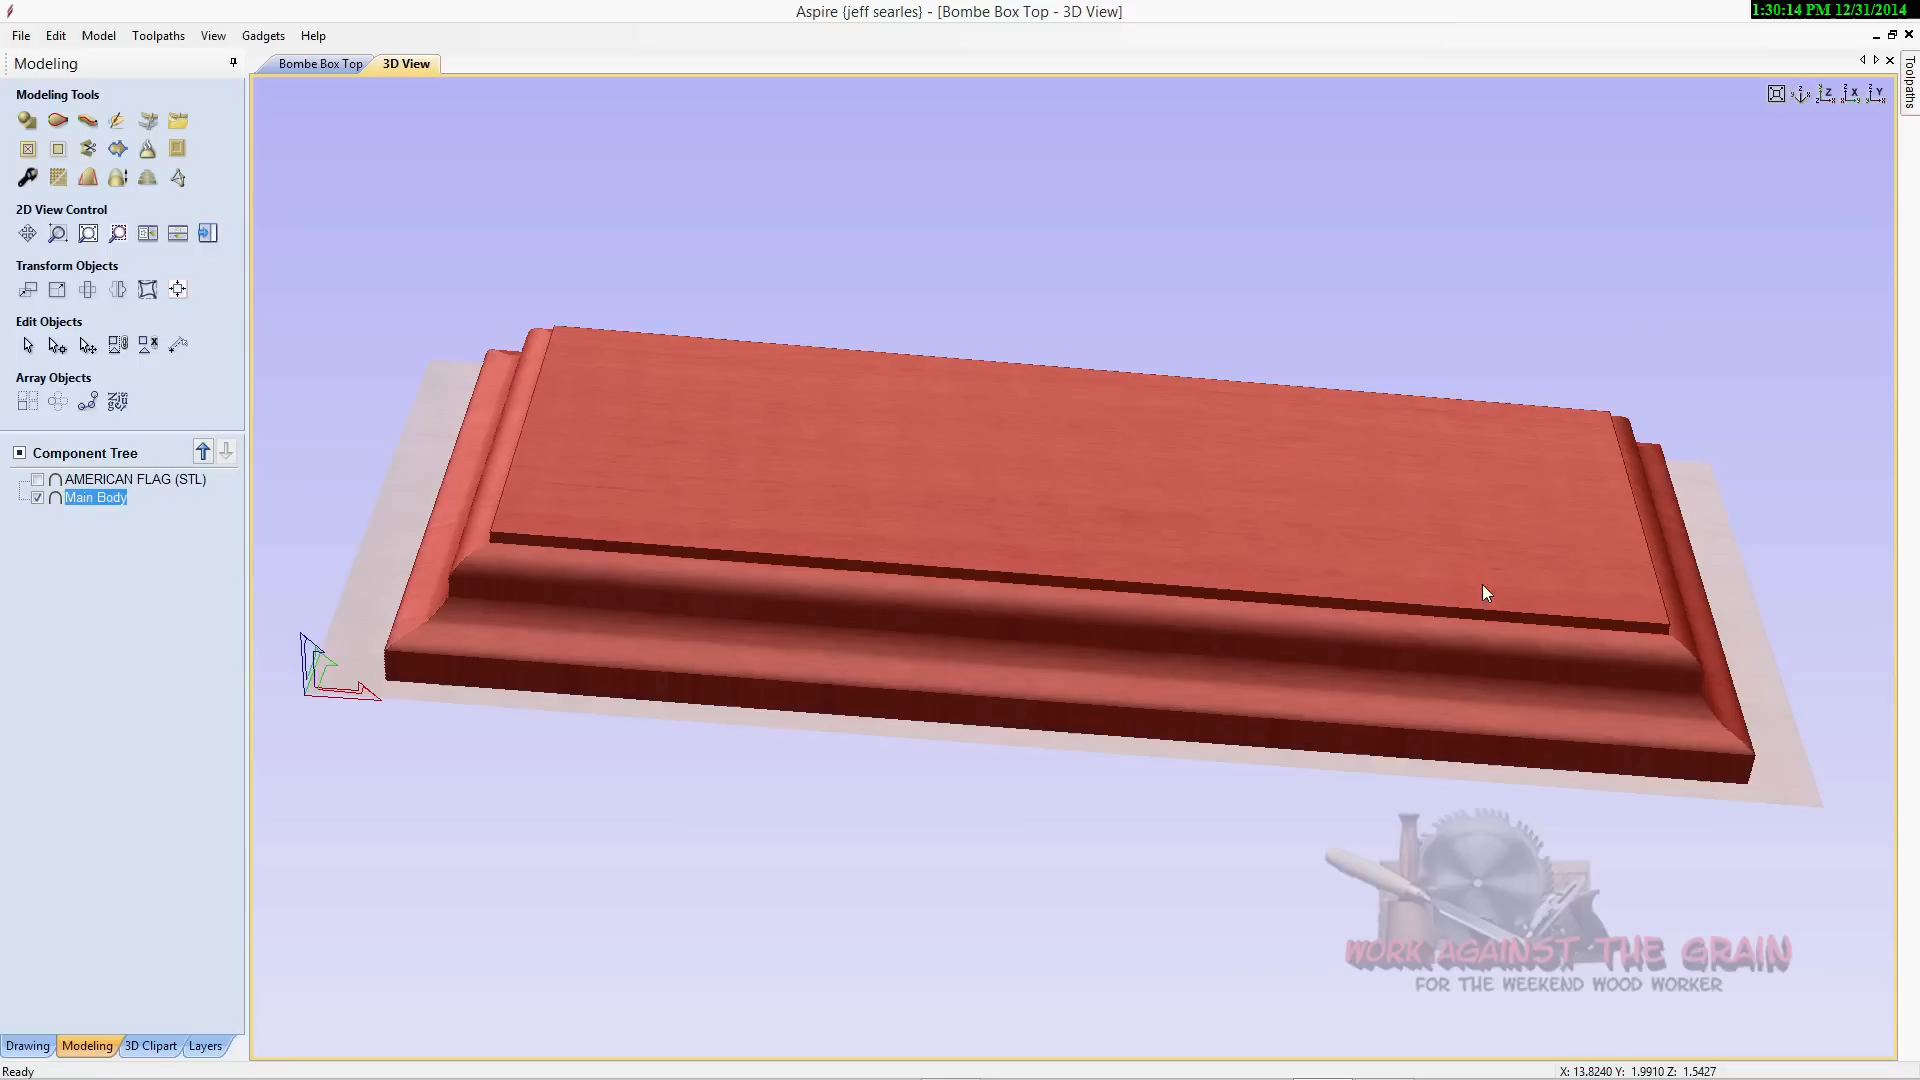 Aspire {jeff searles} - [Bombe Box Top - 3D View]
1:30:14 PM 12/31/2014
File Edit Model Toolpaths View Gadgets Help
Modeling
Bombe Box Top
3D View
Toolpaths
Modeling Tools
2D View Control
Transform Objects
Edit Objects
Array Objects
Component Tree
AMERICAN FLAG (STL)
Main Body
WORK AGAINST THE GRAIN
FOR THE WEEKEND WOOD WORKER
Drawing Modeling 3D Clipart Layers
Ready
X: 13.8240 Y: 1.9910 Z: 1.5427